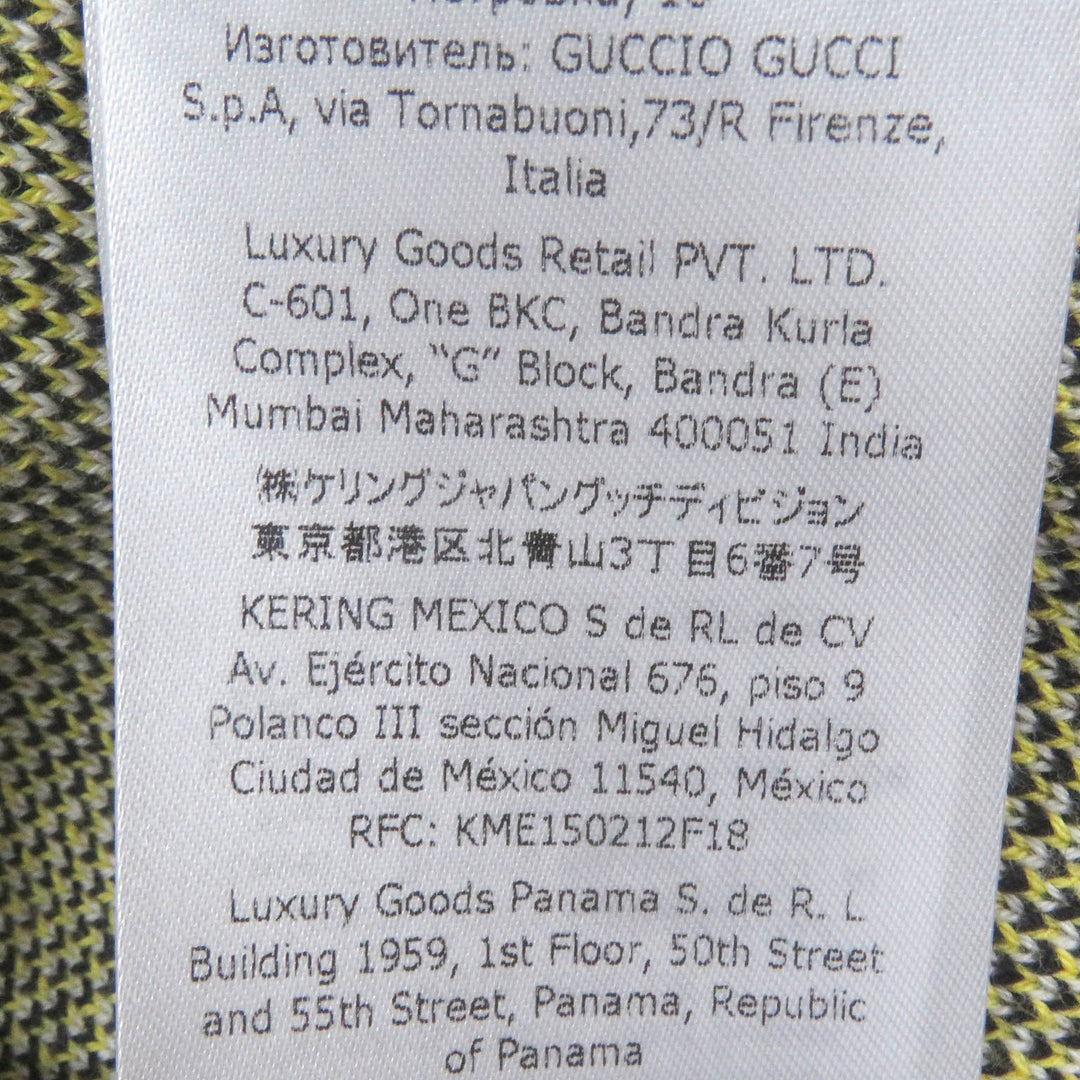 Изготовитель: GUCCIO GUCCI
S.p.A, via Tornabuoni,73/R Firenze,
Italia
Luxury Goods Retail PVT. LTD.
C-601, One BKC, Bandra Kurla
Complex, "G" Block, Bandra (E)
Mumbai Maharashtra 400051 India
㈱ケリングジャパングッチディビジョン
東京都港区北青山3丁目6番7号
KERING MEXICO S de RL de CV
Av. Ejército Nacional 676, piso 9
Polanco III sección Miguel Hidalgo
Ciudad de México 11540, México
RFC: KME150212F18
Luxury Goods Panama S. de R. L
Building 1959, 1st Floor, 50th Street
and 55th Street, Panama, Republic
of Panama